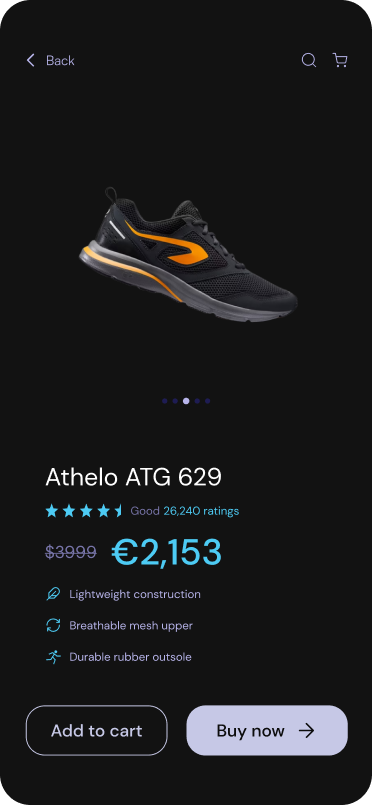 Back
Athelo ATG 629
Good 26,240 ratings
$3999 €2,153
Lightweight construction
Breathable mesh upper
Durable rubber outsole
Add to cart
Buy now